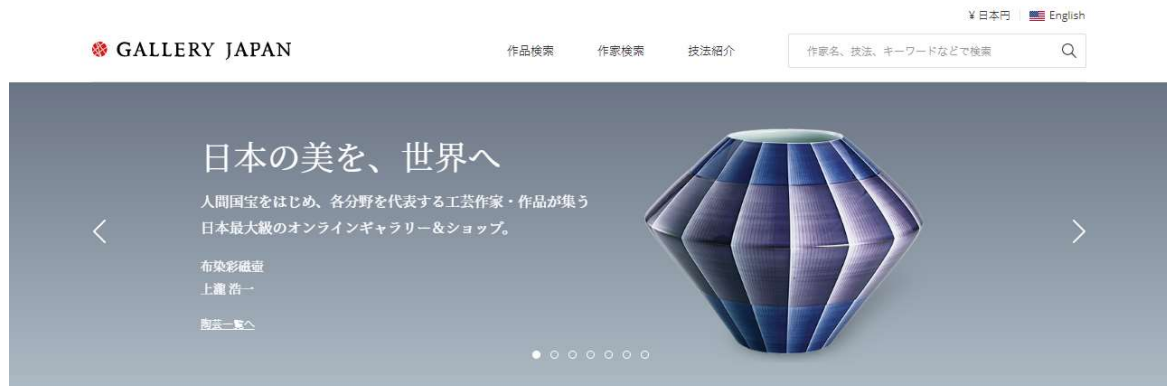 ¥ 日本円 English
GALLERY JAPAN 作品検索 作家検索 技法紹介 作家名、技法、キーワードなどで検索
日本の美を、世界へ
人間国宝をはじめ、各分野を代表する工芸作家・作品が集う
日本最大級のオンラインギャラリー&ショップ。
布染彩磁壺
上瀧 浩一
陶芸一覧へ